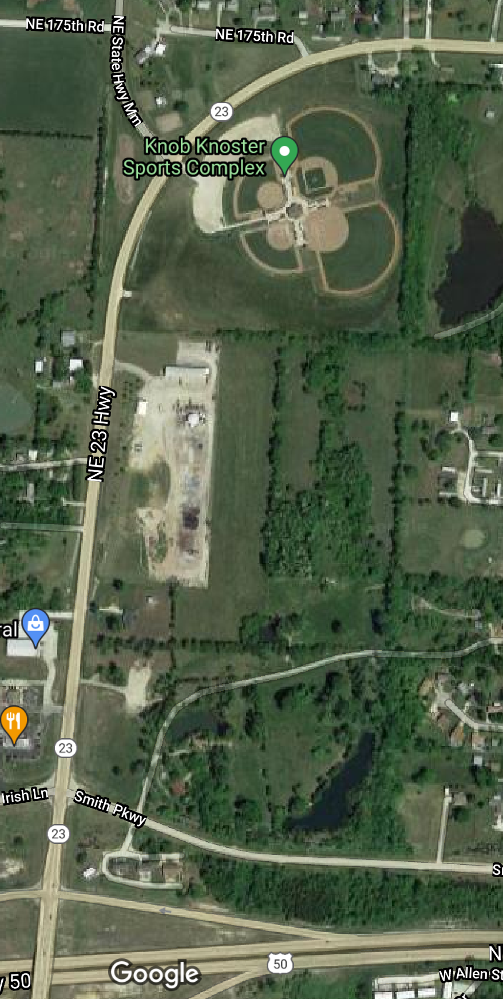 NE 175th Rd
NE 175th Rd
NE State Hwy Mm
23
Knob Knoster
Sports Complex
NE 23 Hwy
ral
23
Irish Ln
Smith Pkwy
23
50
Google
W Allen St
y 50